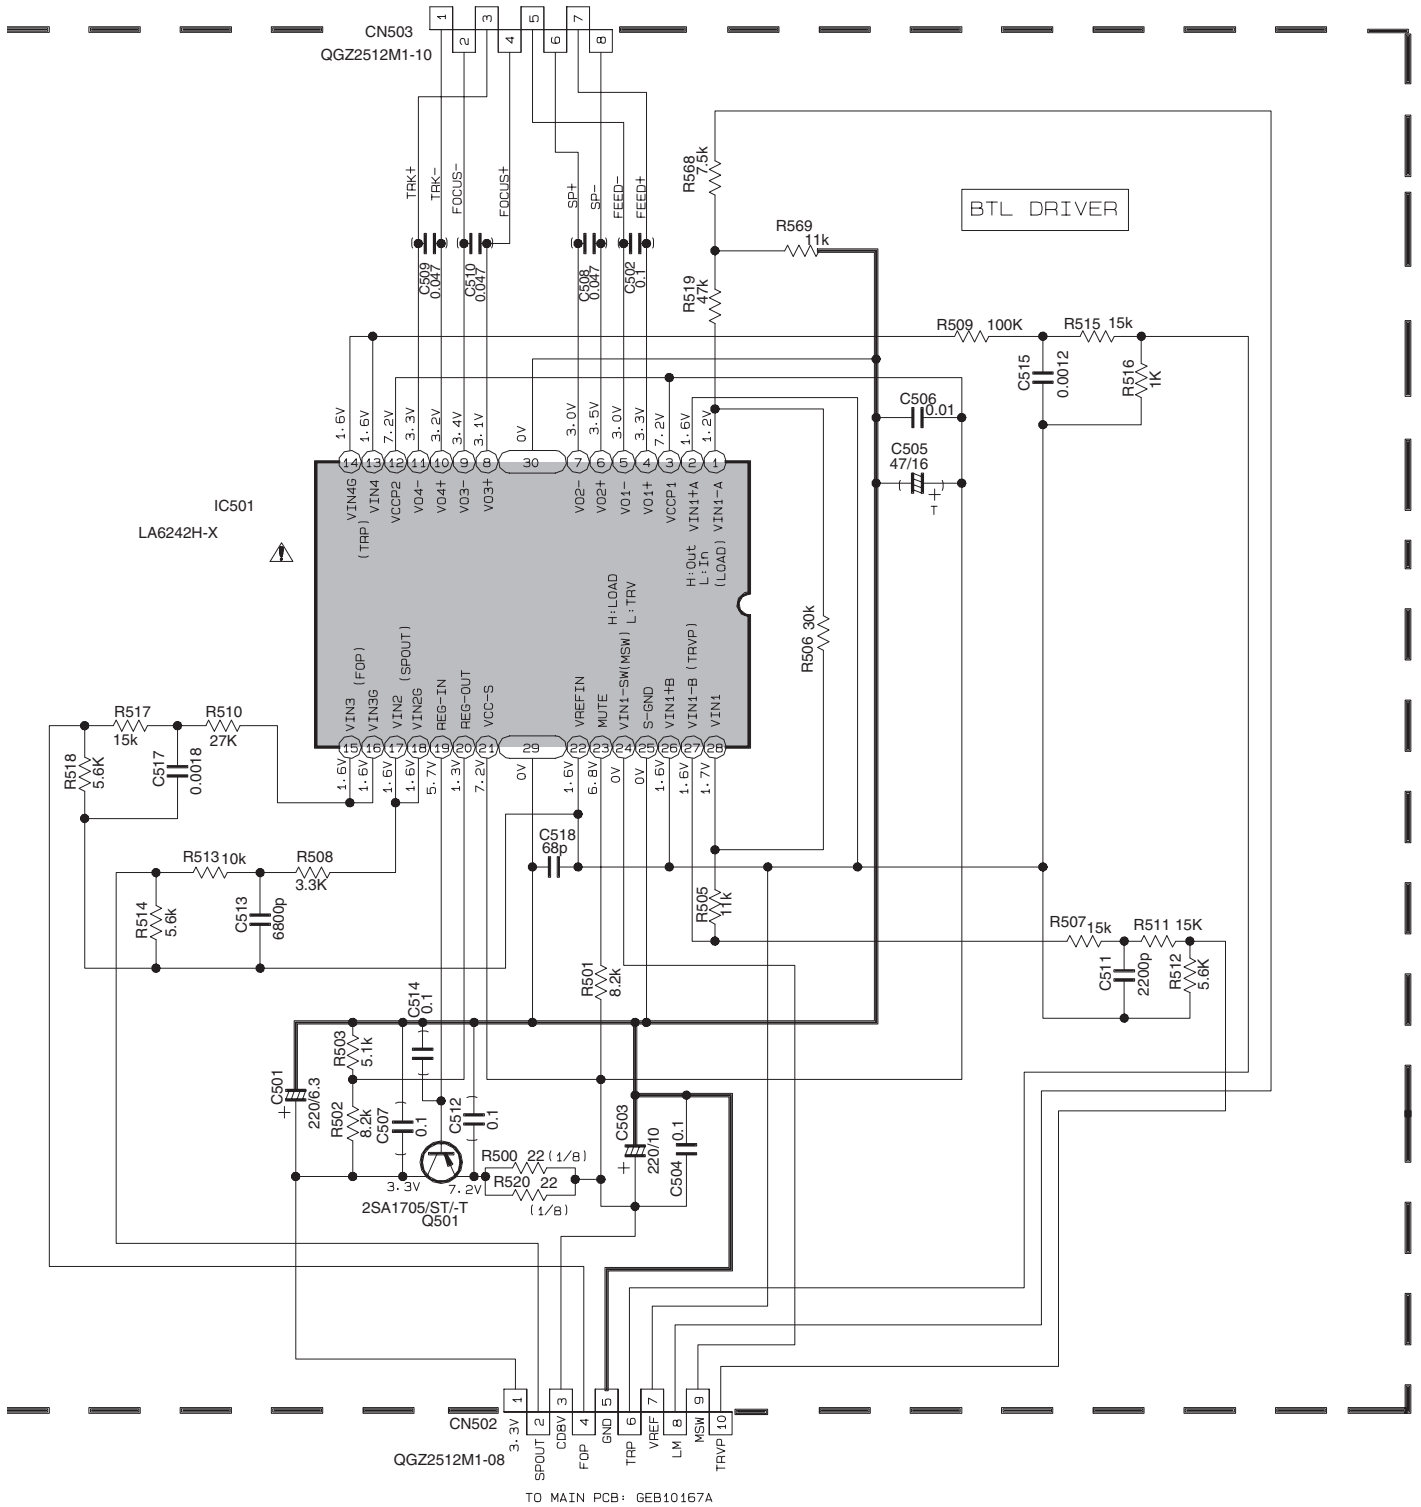 1 3 5 7
CN503
2 4 6 8
QGZ2512M1-10
TRK+
TRK-
FOCUS-
FOCUS+
SP+
SP-
FEED-
FEED+
C509
0.047
C510
0.047
C508
0.047
C502
0.1
R568
7.5k
BTL DRIVER
R569
11k
R519
47k
R509 100K
R515 15k
C515
0.0012
R516
1K
C506
0.01
C505
47/16
+
T
1.6V
1.6V
7.2V
3.3V
3.2V
3.4V
3.1V
0V
3.0V
3.5V
3.0V
3.3V
7.2V
1.6V
1.2V
14 13 12 11 10 9 8 30 7 6 5 4 3 2 1
VIN4G
VIN4
(TRP)
VCCP2
VO4-
VO4+
VO3-
VO3+
VO2-
VO2+
VO1-
VO1+
VCCP1
VIN1+A
VIN1-A
H:Out
L:In
(LOAD)
IC501
LA6242H-X
H:LOAD
L:TRV
R506 30k
VIN3
(FOP)
VIN3G
VIN2
(SPOUT)
VIN2G
REG-IN
REG-OUT
VCC-S
VREFIN
MUTE
VIN1-SW(MSW)
S-GND
VIN1+B
VIN1-B (TRVP)
VIN1
15 16 17 18 19 20 21 29 22 23 24 25 26 27 28
1.6V
1.6V
1.6V
1.6V
5.7V
1.3V
7.2V
0V
1.6V
6.8V
0V
0V
1.6V
1.6V
1.7V
R517
15k
R510
27K
R518
5.6K
C517
0.0018
R513 10k
R508
3.3K
R514
5.6k
C513
6800p
C518
68p
R505
11k
R507 15k
R511 15K
C511
2200p
R512
5.6K
R501
8.2k
C514
0.1
R503
5.1k
C501
220/6.3
+
R502
8.2k
C507
0.1
C512
0.1
C503
220/10
+
C504
0.1
R500 22 (1/8)
R520 22
(1/8)
3.3V
7.2V
2SA1705/ST/-T
Q501
1 3 5 7 9
CN502
2 4 6 8 10
QGZ2512M1-08
3.3V
SPOUT
CD8V
FOP
GND
TRP
VREF
LM
MSW
TRVP
TO MAIN PCB: GEB10167A